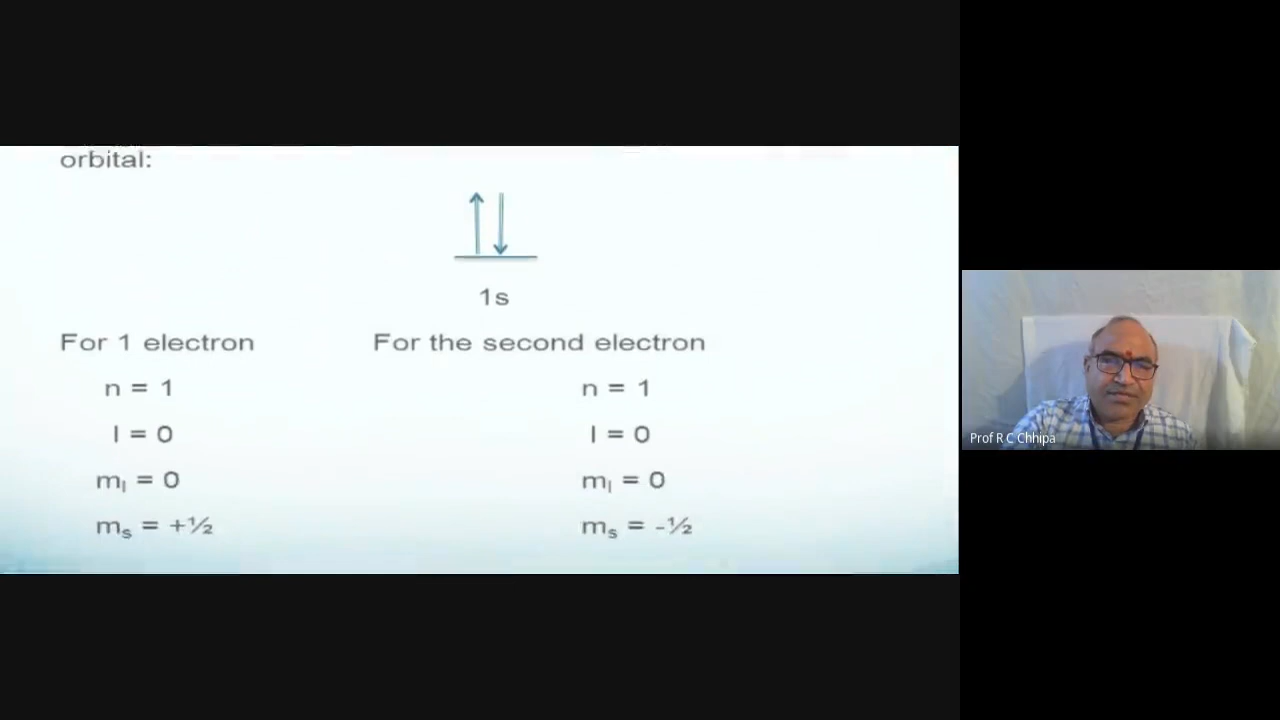 orbital:
1s
For 1 electron For the second electron
n = 1 n = 1
l = 0 l = 0
mₗ = 0 mₗ = 0
mₛ = +½ mₛ = -½
Prof R C Chhipa